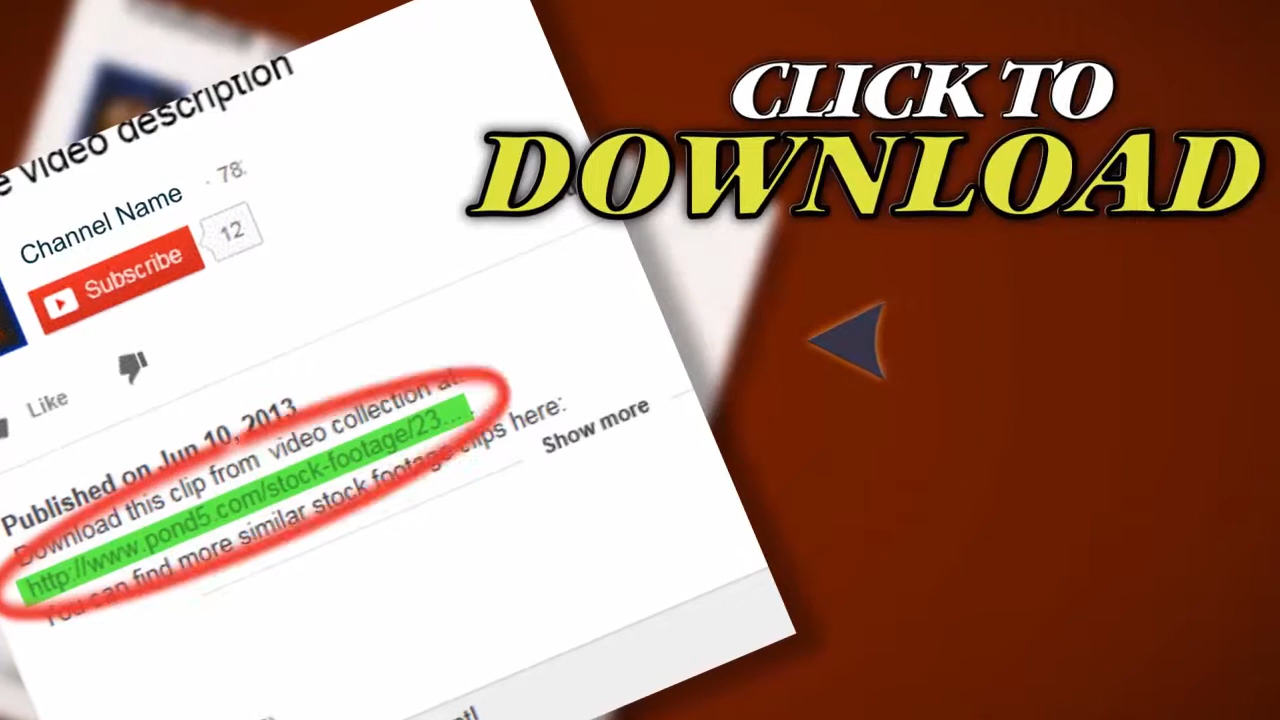 CLICK TO
DOWNLOAD
video description
Channel Name
Subscribe
12
Like
Published on Jun 10, 2013
Download this clip from video collection at
http://www.pond5.com/stock-footage/23...
You can find more similar stock footage clips here:
Show more